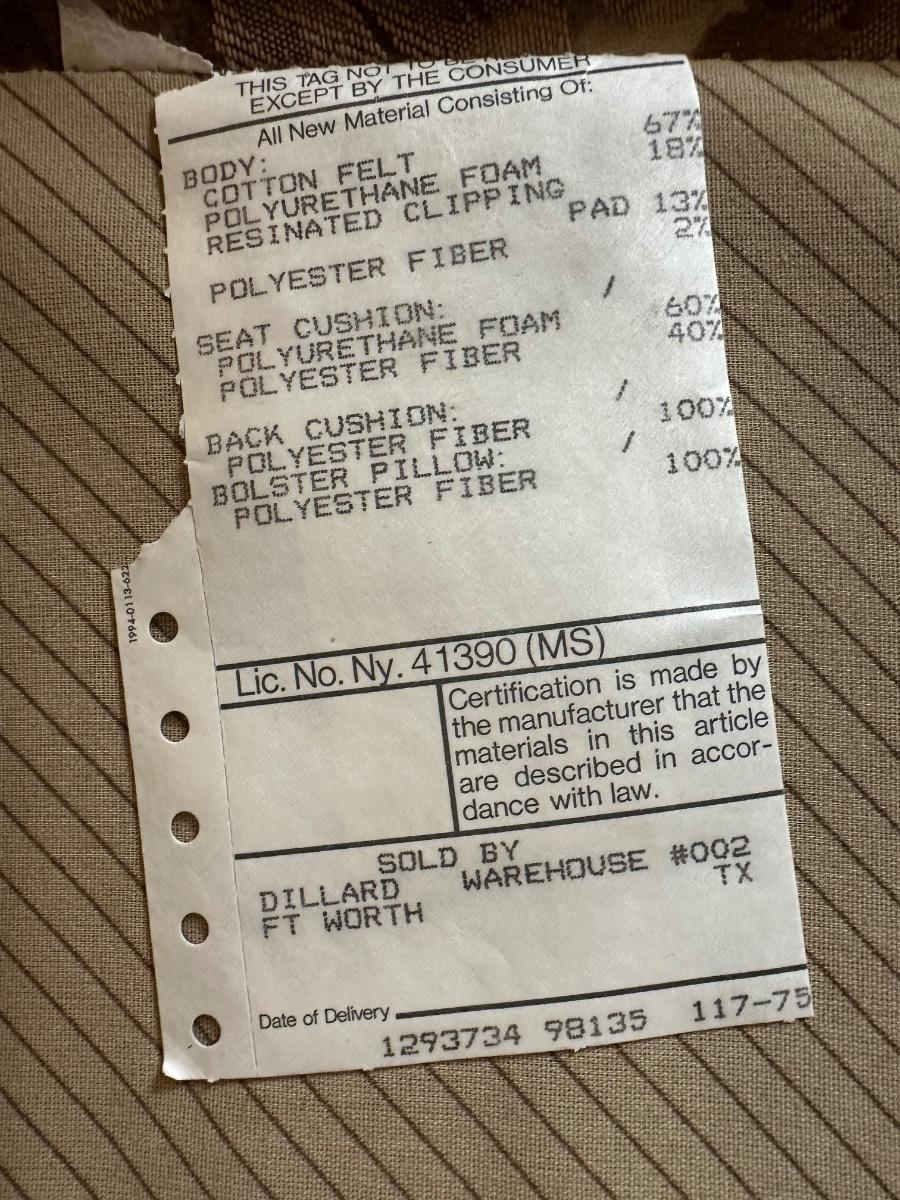 THIS TAG NOT TO BE
EXCEPT BY THE CONSUMER
All New Material Consisting Of:
BODY:
COTTON FELT 67%
POLYURETHANE FOAM 18%
RESINATED CLIPPING PAD 13%
POLYESTER FIBER 2%
/
SEAT CUSHION:
POLYURETHANE FOAM 60%
POLYESTER FIBER 40%
/
BACK CUSHION:
POLYESTER FIBER 100%
/
BOLSTER PILLOW:
POLYESTER FIBER 100%
1994-0113-622
Lic. No. Ny. 41390 (MS)
Certification is made by
the manufacturer that the
materials in this article
are described in accor-
dance with law.
SOLD BY
DILLARD WAREHOUSE #002
FT WORTH TX
Date of Delivery
1293734 98135 117-75